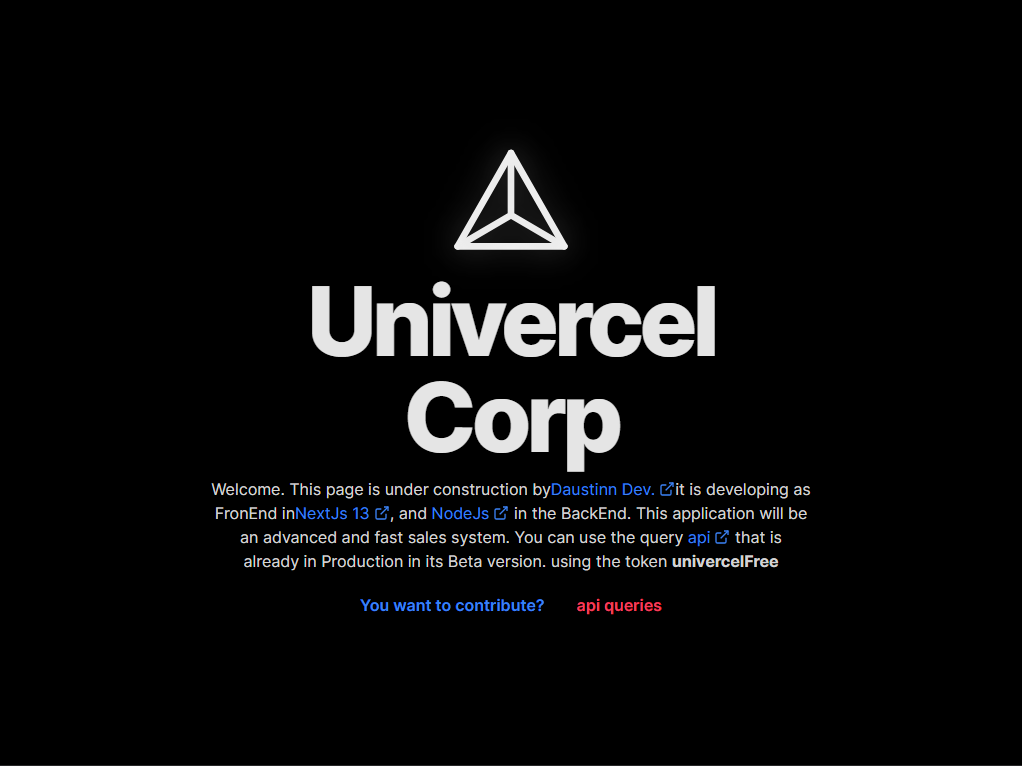 Univercel
Corp
Welcome. This page is under construction byDaustinn Dev. it is developing as
FronEnd inNextJs 13 , and NodeJs in the BackEnd. This application will be
an advanced and fast sales system. You can use the query api that is
already in Production in its Beta version. using the token univercelFree
You want to contribute? api queries